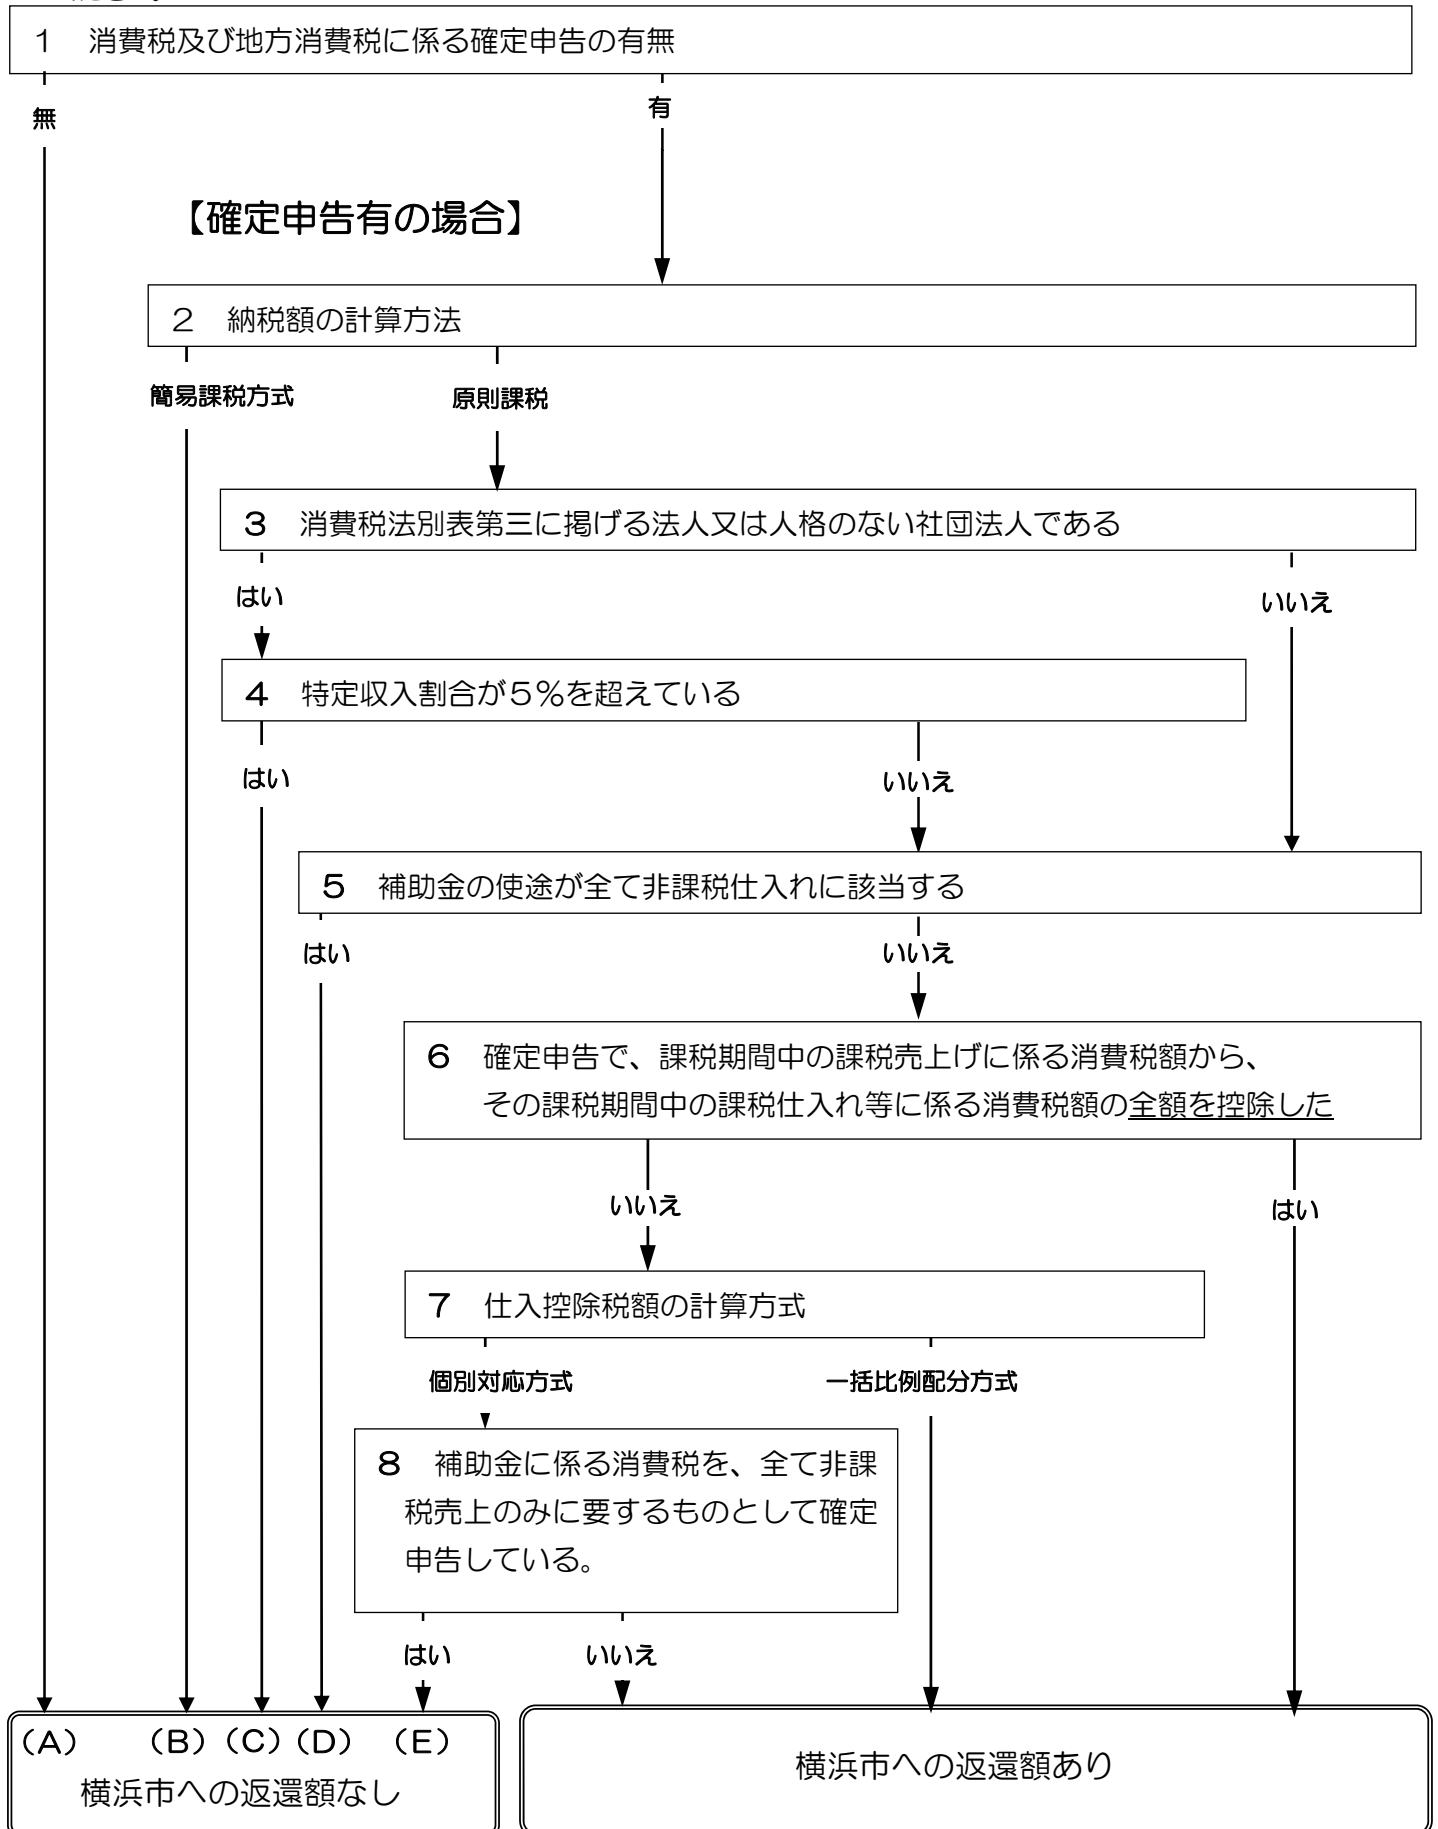 １　消費税及び地方消費税に係る確定申告の有無
無
有
【確定申告有の場合】
２　納税額の計算方法
簡易課税方式
原則課税
３　消費税法別表第三に掲げる法人又は人格のない社団法人である
はい
いいえ
４　特定収入割合が５％を超えている
はい
いいえ
５　補助金の使途が全て非課税仕入れに該当する
はい
いいえ
６　確定申告で、課税期間中の課税売上げに係る消費税額から、
その課税期間中の課税仕入れ等に係る消費税額の全額を控除した
いいえ
はい
７　仕入控除税額の計算方式
個別対応方式
一括比例配分方式
８　補助金に係る消費税を、全て非課
税売上のみに要するものとして確定
申告している。
はい
いいえ
（A）　（B）（C）（D）（E）
横浜市への返還額なし
横浜市への返還額あり